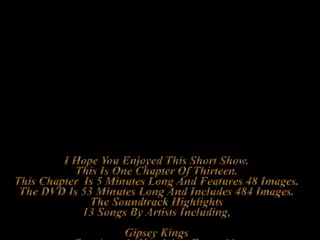 I Hope You Enjoyed This Short Show.
This Is One Chapter Of Thirteen.
This Chapter Is 5 Minutes Long And Features 48 Images.
The DVD Is 53 Minutes Long And Includes 484 Images.
The Soundtrack Highlights
13 Songs By Artists Including,
Gipsey Kings